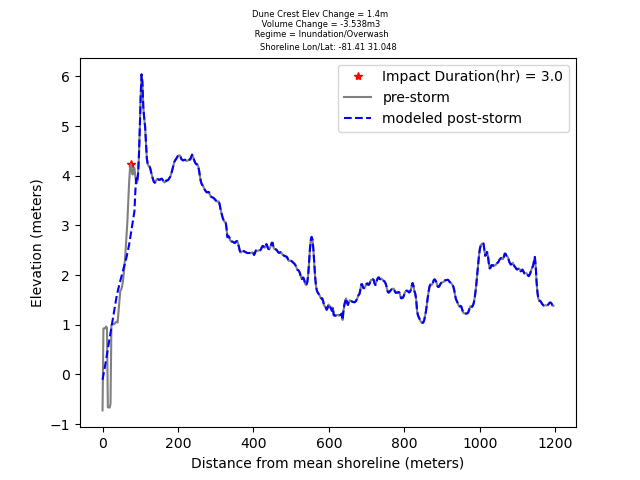 Dune Crest Elev Change = 1.4m
Volume Change = -3.538m3
Regime = Inundation/Overwash
Shoreline Lon/Lat: -81.41 31.048
Impact Duration(hr) = 3.0
pre-storm
modeled post-storm
Elevation (meters)
6
5
4
3
2
1
0
−1
0 200 400 600 800 1000 1200
Distance from mean shoreline (meters)